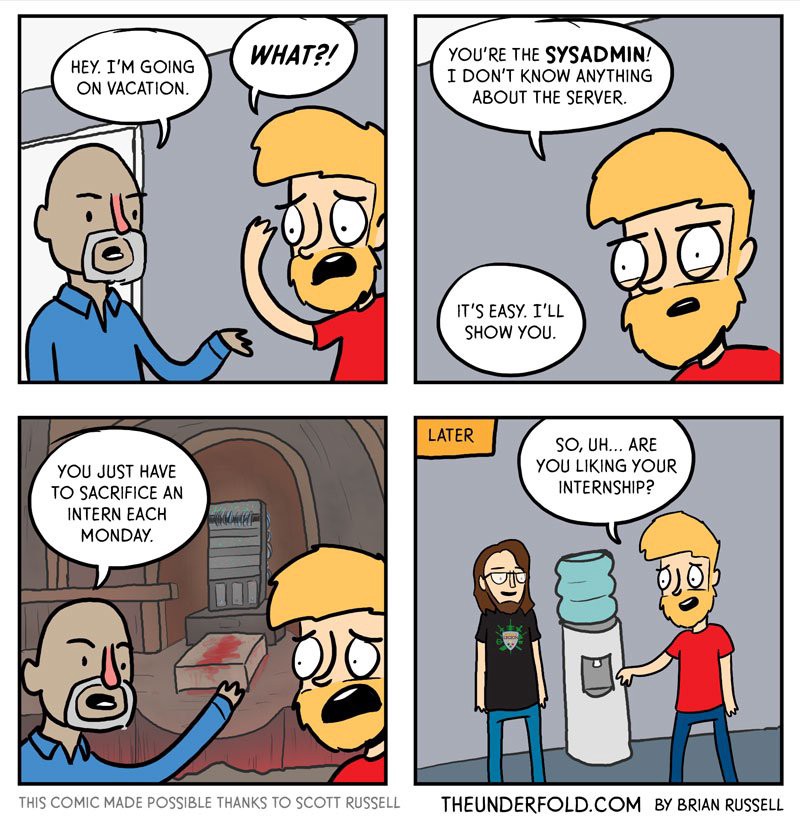 HEY. I'M GOING
ON VACATION.
WHAT?!
YOU'RE THE SYSADMIN!
I DON'T KNOW ANYTHING
ABOUT THE SERVER.
IT'S EASY. I'LL
SHOW YOU.
YOU JUST HAVE
TO SACRIFICE AN
INTERN EACH
MONDAY.
LATER
SO, UH... ARE
YOU LIKING YOUR
INTERNSHIP?
THIS COMIC MADE POSSIBLE THANKS TO SCOTT RUSSELL
THEUNDERFOLD.COM BY BRIAN RUSSELL